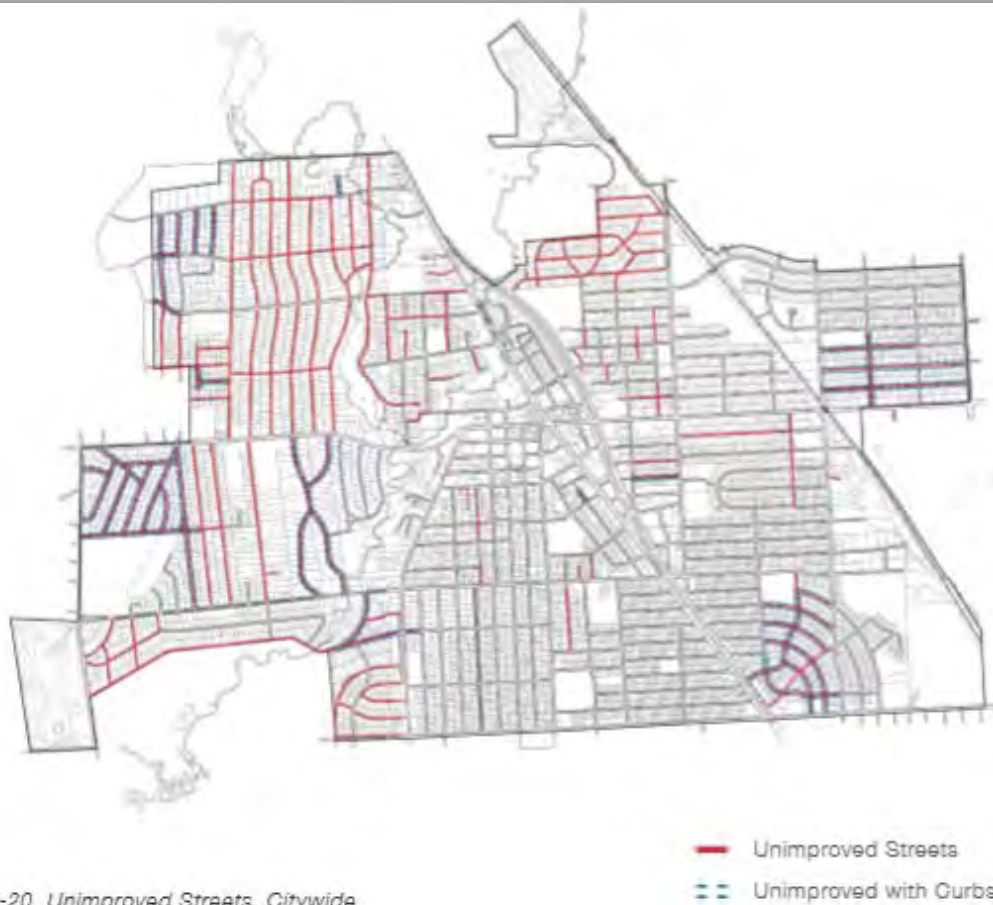 Unimproved Streets
Unimproved with Curbs
-20. Unimproved Streets, Citywide